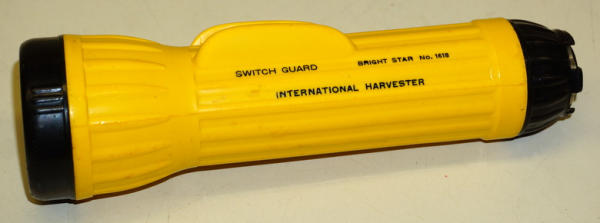 SWITCH GUARD BRIGHT STAR No. 1618
INTERNATIONAL HARVESTER